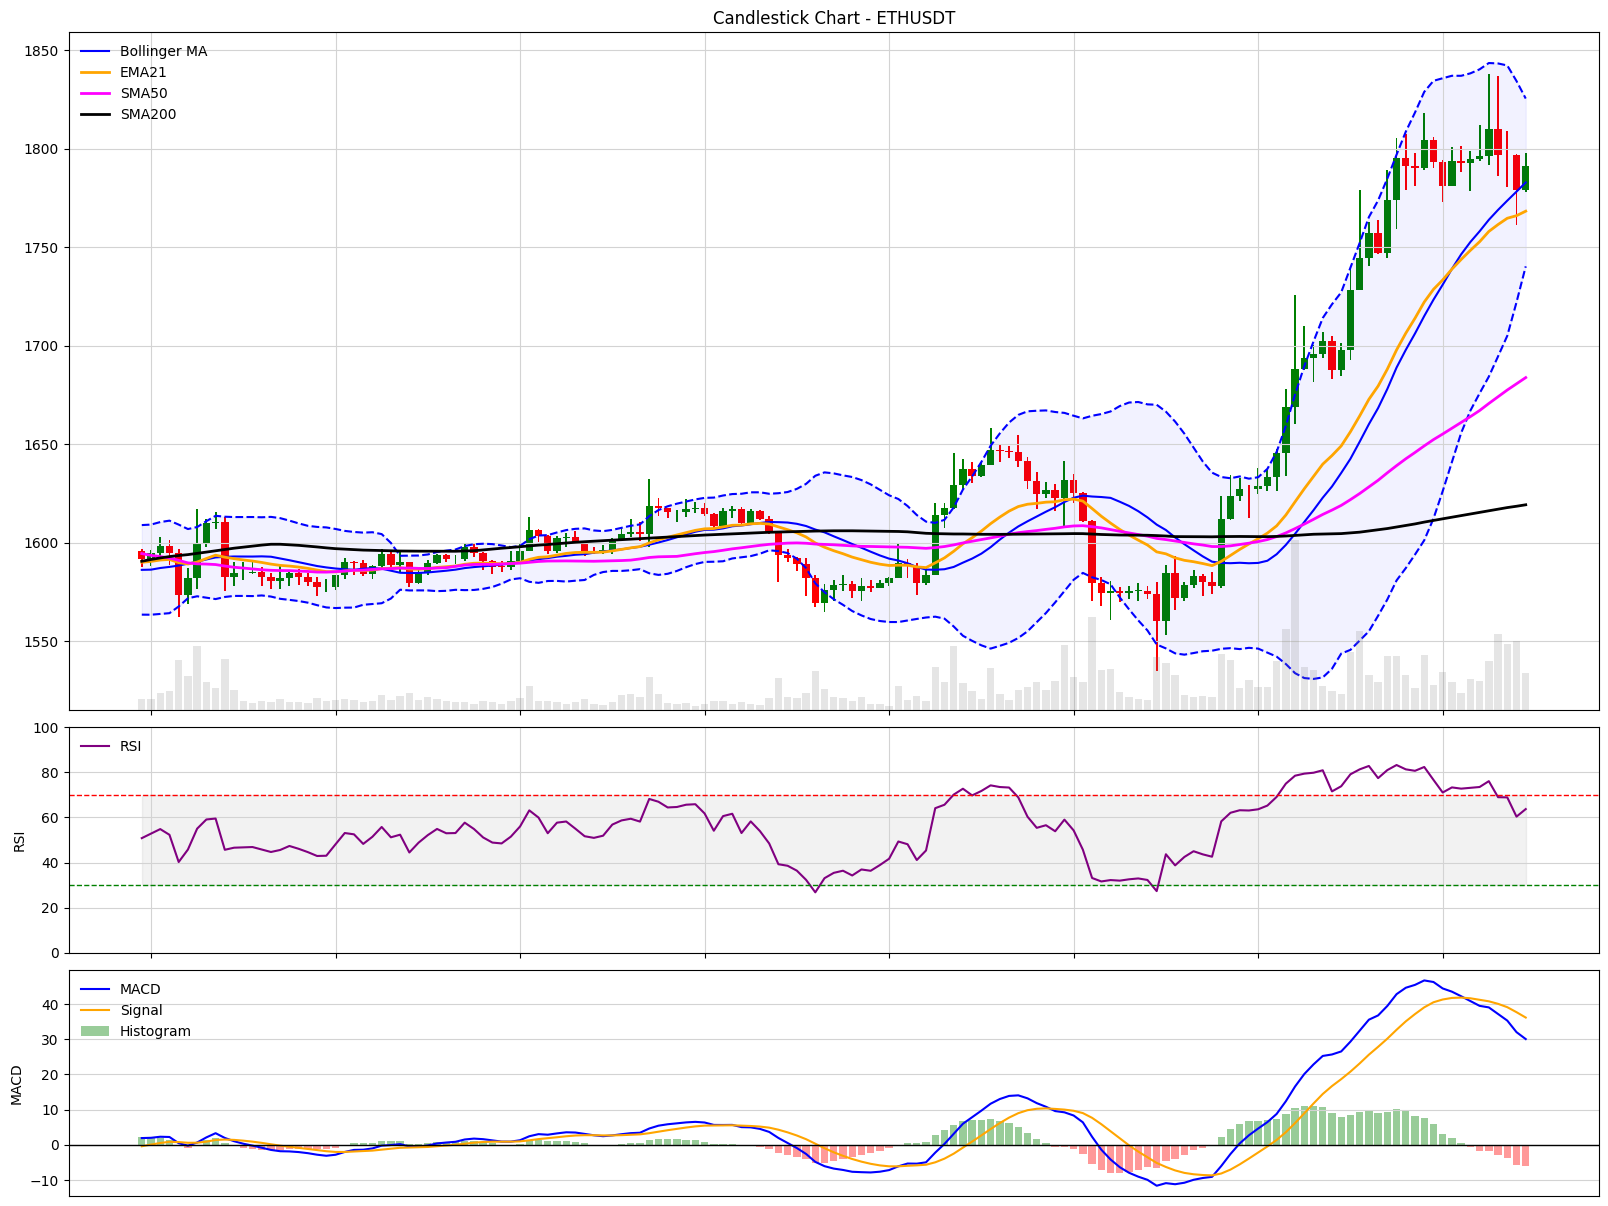 Candlestick Chart - ETHUSDT
1850
1800
1750
1700
1650
1600
1550
Bollinger MA
EMA21
SMA50
SMA200
100
80
60
40
20
0
RSI
RSI
40
30
20
10
0
−10
MACD
MACD
Signal
Histogram